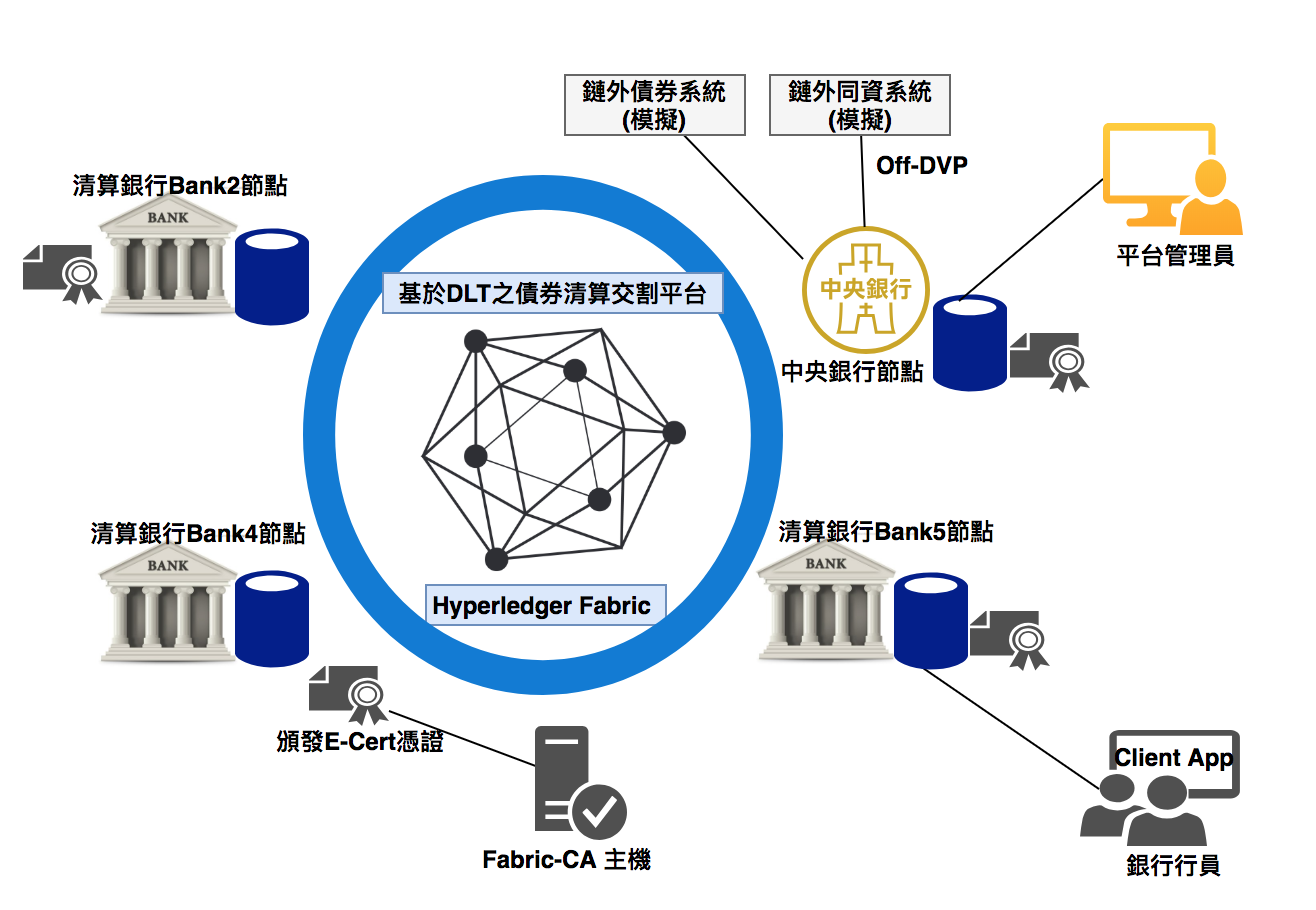 鏈外債券系統
(模擬)
鏈外同資系統
(模擬)
Off-DVP
清算銀行Bank2節點
BANK
平台管理員
基於DLT之債券清算交割平台
中央銀行
中央銀行節點
清算銀行Bank4節點
BANK
清算銀行Bank5節點
BANK
Hyperledger Fabric
頒發E-Cert憑證
Client App
Fabric-CA 主機
銀行行員